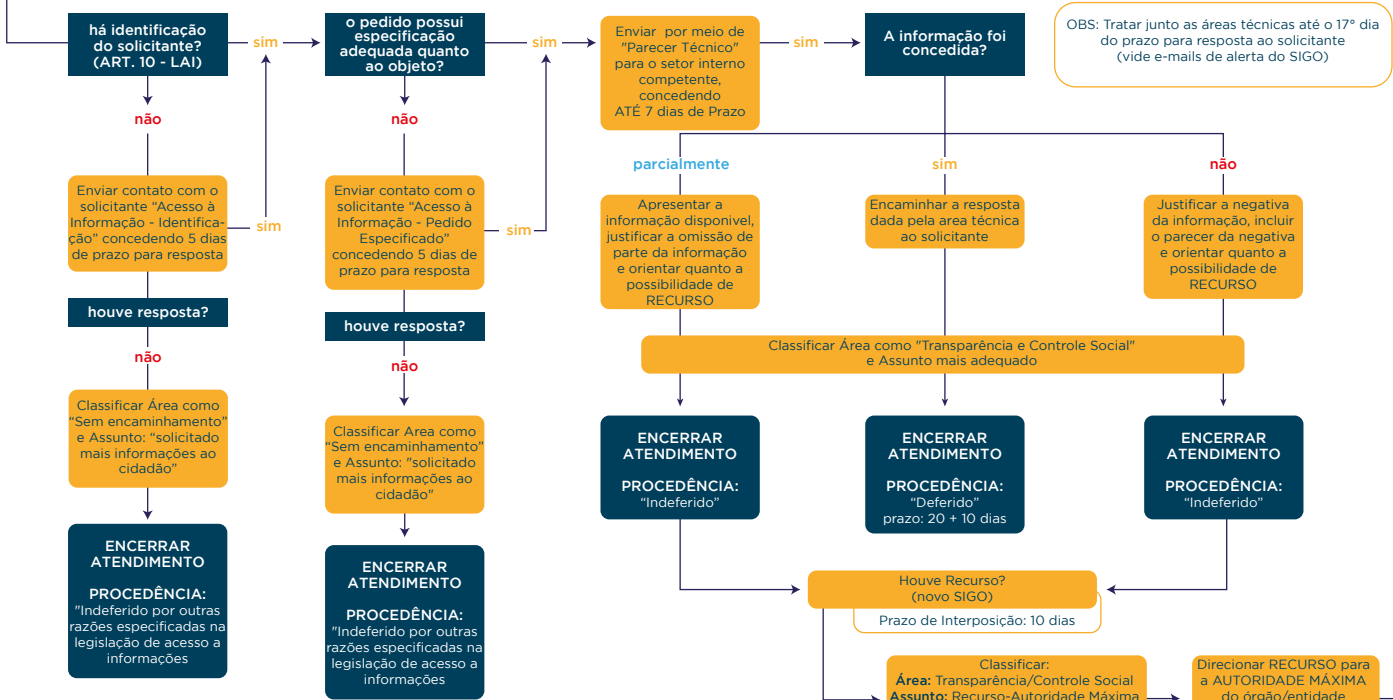 há identificação
do solicitante?
(ART. 10 - LAI)
sim
não
Enviar contato com o
solicitante “Acesso à
Informação - Identifica-
ção” concedendo 5 dias
de prazo para resposta
sim
houve resposta?
não
Classificar Área como
“Sem encaminhamento”
e Assunto: “solicitado
mais informações ao
cidadão”
ENCERRAR
ATENDIMENTO
PROCEDÊNCIA:
"Indeferido por outras
razões especificadas na
legislação de acesso a
informações
o pedido possui
especificação
adequada quanto
ao objeto?
sim
não
Enviar contato com o
solicitante “Acesso à
Informação - Pedido
Especificado”
concedendo 5 dias de
prazo para resposta
sim
houve resposta?
não
Classificar Area como
“Sem encaminhamento”
e Assunto: "solicitado
mais informações ao
cidadão"
ENCERRAR
ATENDIMENTO
PROCEDÊNCIA:
"Indeferido por outras
razões especificadas na
legislação de acesso a
informações
Enviar por meio de
"Parecer Técnico"
para o setor interno
competente,
concedendo
ATÉ 7 dias de Prazo
sim
A informação foi
concedida?
OBS: Tratar junto as áreas técnicas até o 17° dia
do prazo para resposta ao solicitante
(vide e-mails de alerta do SIGO)
parcialmente
Apresentar a
informação disponivel,
justificar a omissão de
parte da informação
e orientar quanto a
possibilidade de
RECURSO
sim
Encaminhar a resposta
dada pela area técnica
ao solicitante
não
Justificar a negativa
da informação, incluir
o parecer da negativa
e orientar quanto a
possibilidade de
RECURSO
Classificar Área como "Transparência e Controle Social"
e Assunto mais adequado
ENCERRAR
ATENDIMENTO
PROCEDÊNCIA:
“Indeferido”
ENCERRAR
ATENDIMENTO
PROCEDÊNCIA:
“Deferido”
prazo: 20 + 10 dias
ENCERRAR
ATENDIMENTO
PROCEDÊNCIA:
“Indeferido”
Houve Recurso?
(novo SIGO)
Prazo de Interposição: 10 dias
Classificar:
Área: Transparência/Controle Social
Assunto: Recurso-Autoridade Máxima
Direcionar RECURSO para
a AUTORIDADE MÁXIMA
do órgão/entidade